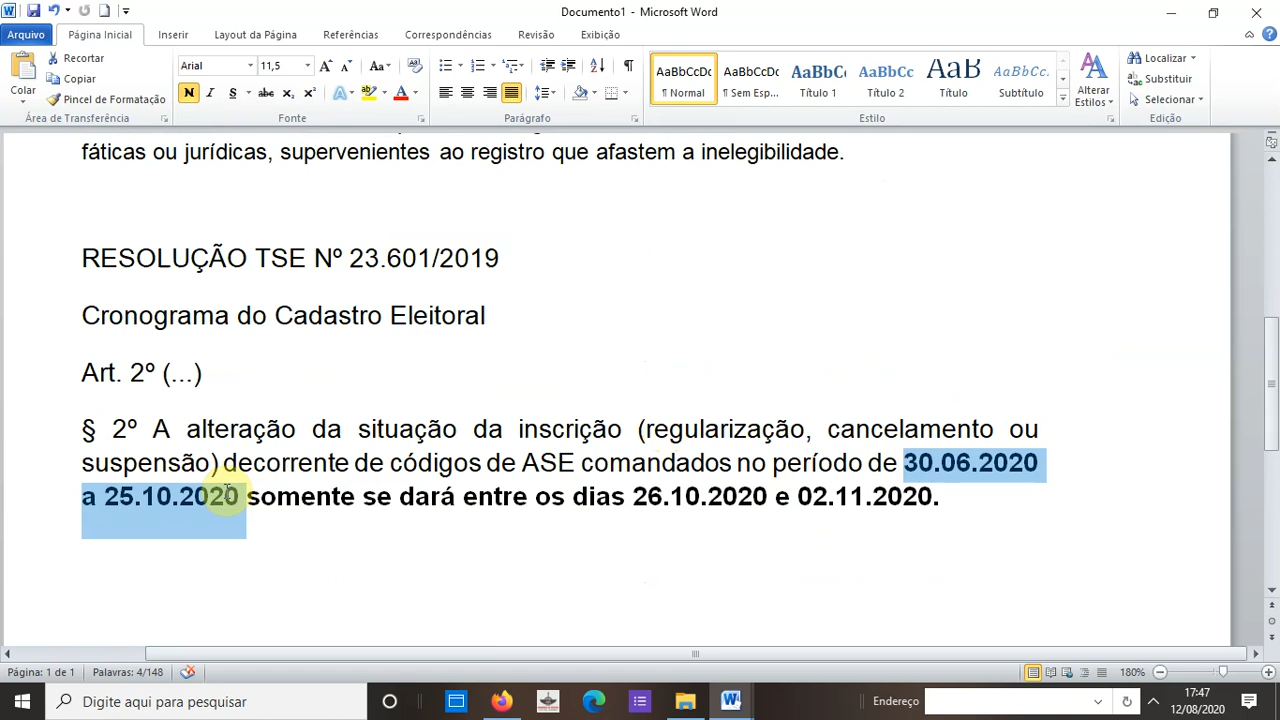 Documento1 - Microsoft Word
Arquivo Página Inicial Inserir Layout da Página Referências Correspondências Revisão Exibição
Colar
Recortar
Copiar
Pincel de Formatação
Área de Transferência
Arial 11,5
Fonte
Parágrafo
AaBbCcDc AaBbCcDc AaBbC AaBbCc AaBb AaBbCc.
¶ Normal ¶ Sem Esp... Título 1 Título 2 Título Subtítulo
Alterar Estilos
Estilo
Localizar
Substituir
Selecionar
Edição
fáticas ou jurídicas, supervenientes ao registro que afastem a inelegibilidade.
RESOLUÇÃO TSE Nº 23.601/2019
Cronograma do Cadastro Eleitoral
Art. 2º (...)
§ 2º A alteração da situação da inscrição (regularização, cancelamento ou
suspensão) decorrente de códigos de ASE comandados no período de 30.06.2020
a 25.10.2020 somente se dará entre os dias 26.10.2020 e 02.11.2020.
Página: 1 de 1 Palavras: 4/148 180%
Digite aqui para pesquisar
Endereço
17:47
12/08/2020